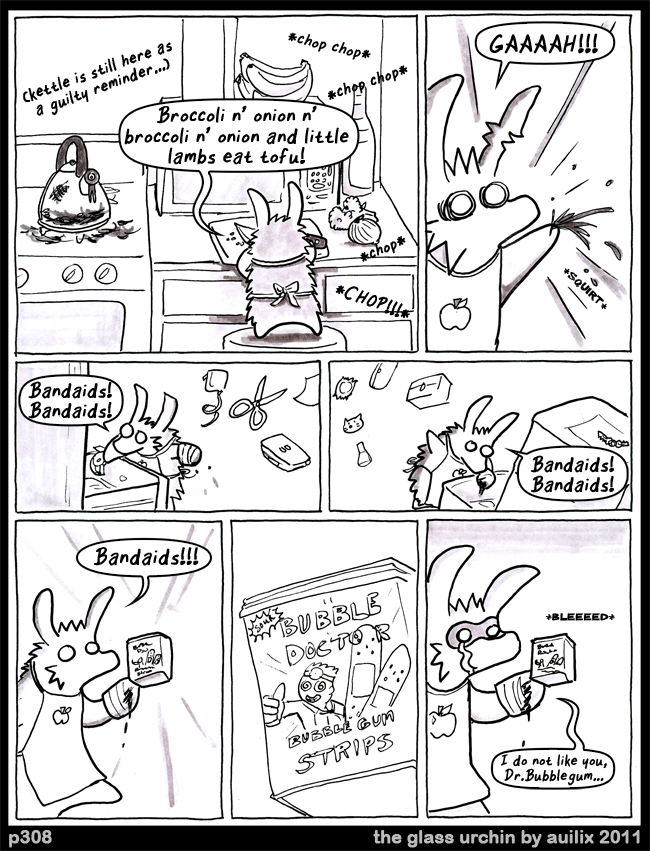 (kettle is still here as
a guilty reminder...)
*chop chop*
*chop chop*
Broccoli n' onion n'
broccoli n' onion and little
lambs eat tofu!
*chop*
*CHOP!!!*
GAAAAH!!!
*SQUIRT*
Bandaids!
Bandaids!
Bandaids!
Bandaids!
Bandaids!!!
SOUR
BUBBLE
DOCTOR
BUBBLE GUM
STRIPS
*BLEEEED*
I do not like you,
Dr.Bubblegum...
p308
the glass urchin by auilix 2011